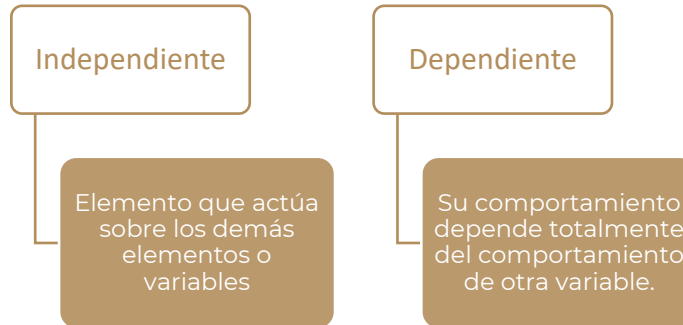 Independiente
Elemento que actúa
sobre los demás
elementos o
variables
Dependiente
Su comportamiento
depende totalmente
del comportamiento
de otra variable.